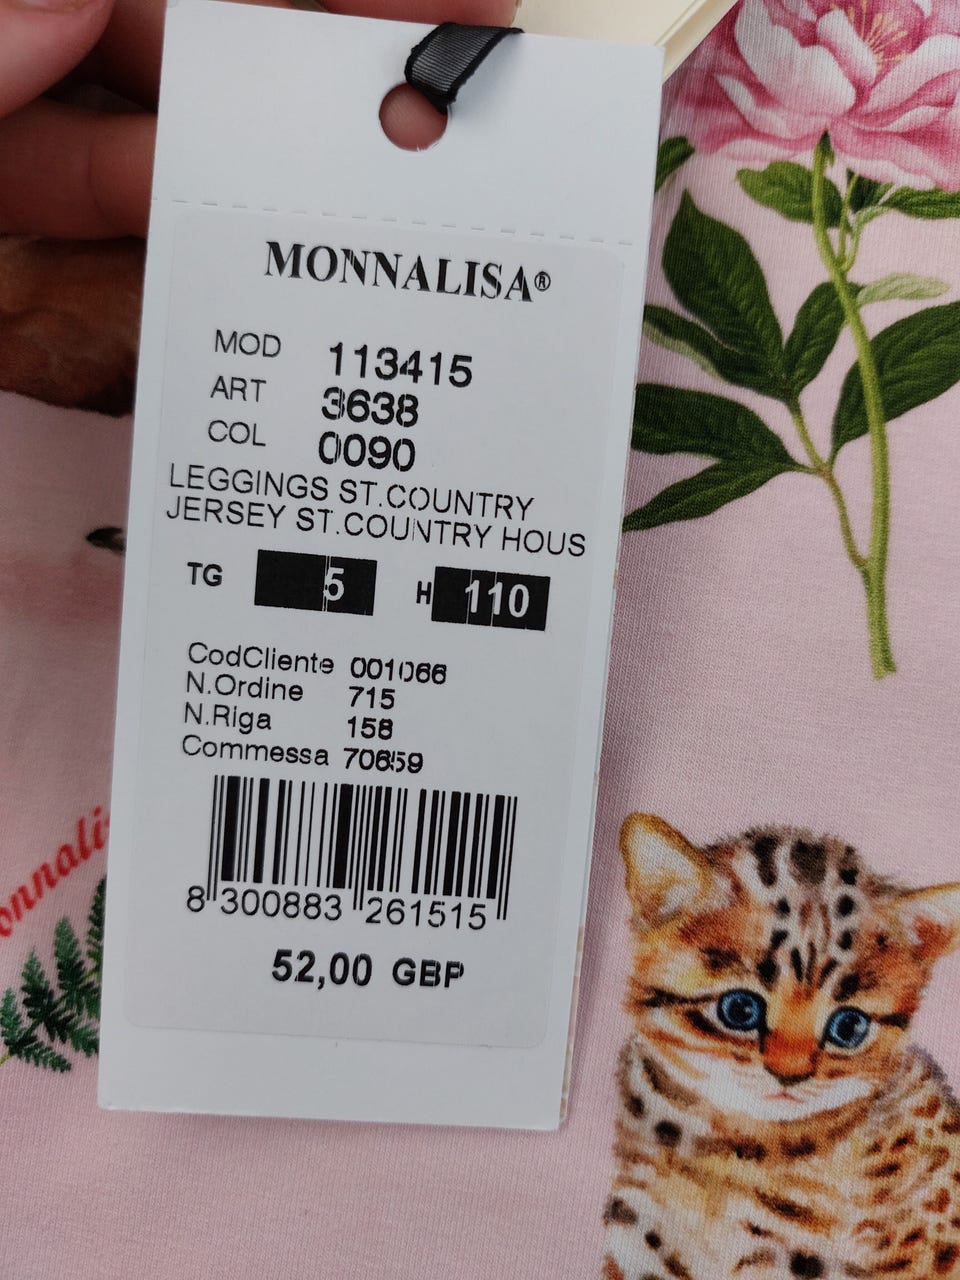 MONNALISA®
MOD 113415
ART 3638
COL 0090
LEGGINGS ST.COUNTRY
JERSEY ST.COUNTRY HOUS
TG 5 H 110
CodCliente 001066
N.Ordine 715
N.Riga 158
Commessa 70659
8 300883 261515
52,00 GBP
onnalis